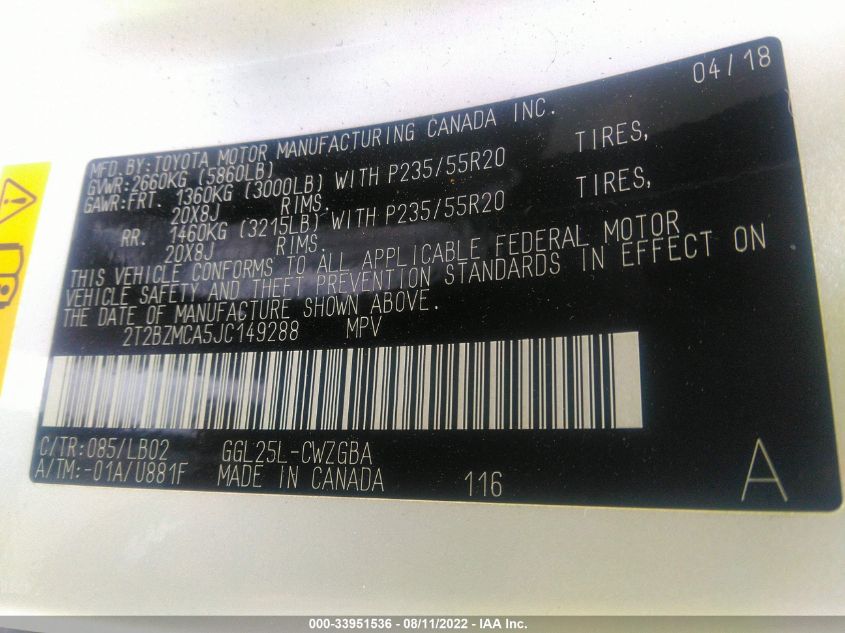 04/18
MFD.BY:TOYOTA MOTOR MANUFACTURING CANADA INC.
GVWR:2660KG (5860LB)
GAWR:FRT. 1360KG (3000LB) WITH P235/55R20 TIRES,
20X8J RIMS.
RR. 1460KG (3215LB) WITH P235/55R20 TIRES,
20X8J RIMS.
THIS VEHICLE CONFORMS TO ALL APPLICABLE FEDERAL MOTOR
VEHICLE SAFETY AND THEFT PREVENTION STANDARDS IN EFFECT ON
THE DATE OF MANUFACTURE SHOWN ABOVE.
2T2BZMCA5JC149288 MPV
C/TR:085/LB02 GGL25L-CWZGBA
A/TM:-01A/U881F MADE IN CANADA 116
A
000-33951536 - 08/11/2022 - IAA Inc.